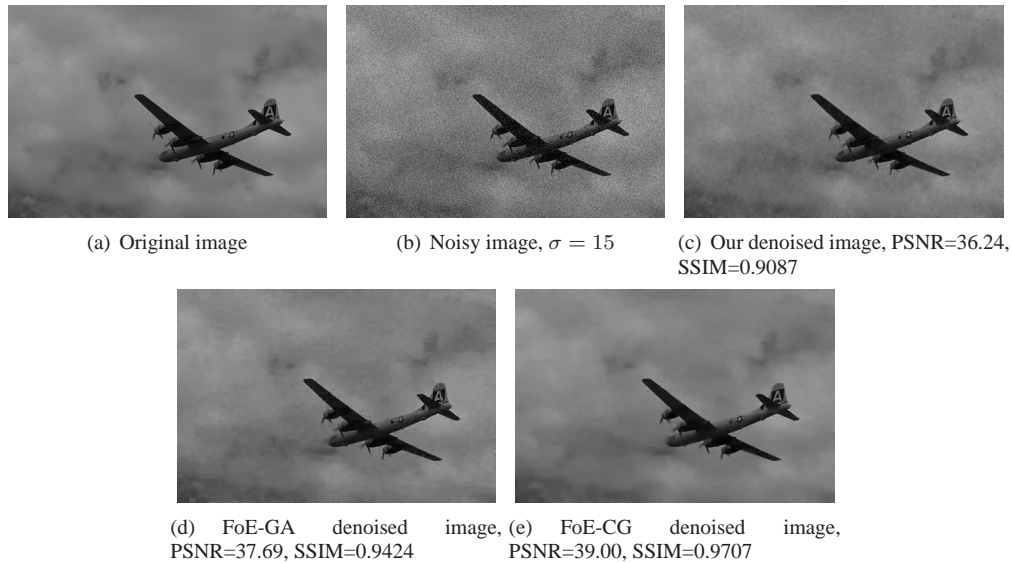 A
A
A
(a) Original image
(b) Noisy image, σ = 15
(c) Our denoised image, PSNR=36.24,
SSIM=0.9087
A
A
(d) FoE-GA denoised image,
PSNR=37.69, SSIM=0.9424
(e) FoE-CG denoised image,
PSNR=39.00, SSIM=0.9707